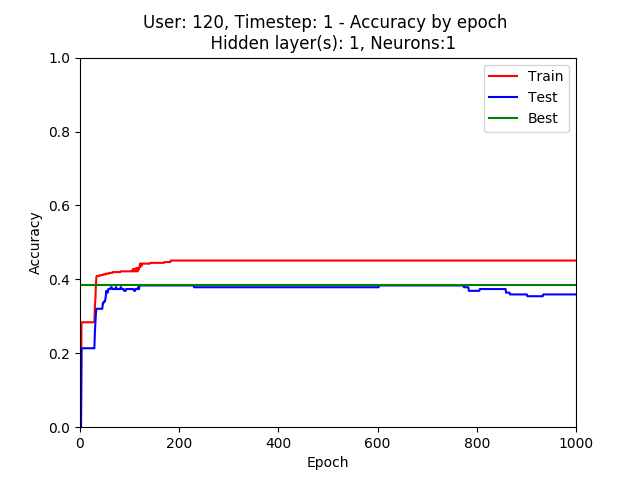 User: 120, Timestep: 1 - Accuracy by epoch
Hidden layer(s): 1, Neurons:1
1.0
0.8
0.6
0.4
0.2
0.0
Accuracy
Train
Test
Best
0
200
400
600
800
1000
Epoch